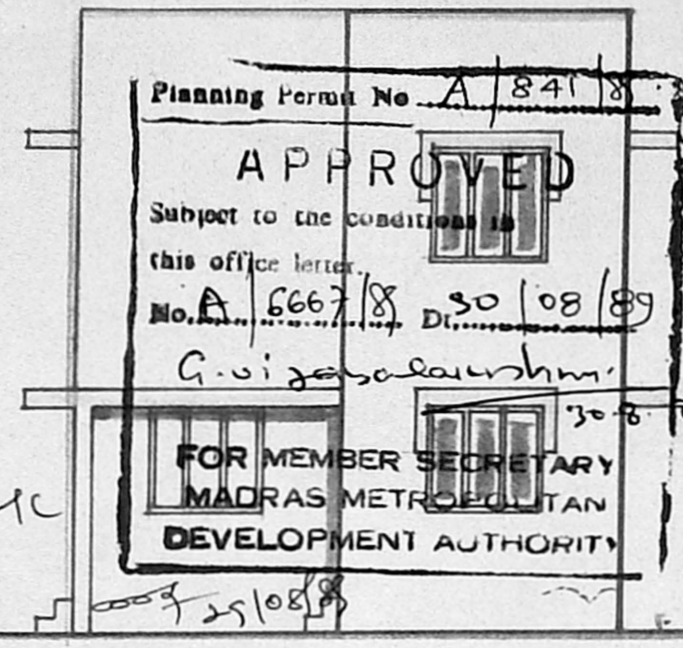 Planning Permit No A/841/8
APPROVED
Subject to the conditions in
this office letter.
No. A/6667/8 Dt. 30/08/89
G. Vijayalakshmi
30.8.
FOR MEMBER SECRETARY
MADRAS METROPOLITAN
DEVELOPMENT AUTHORITY
29/08/8